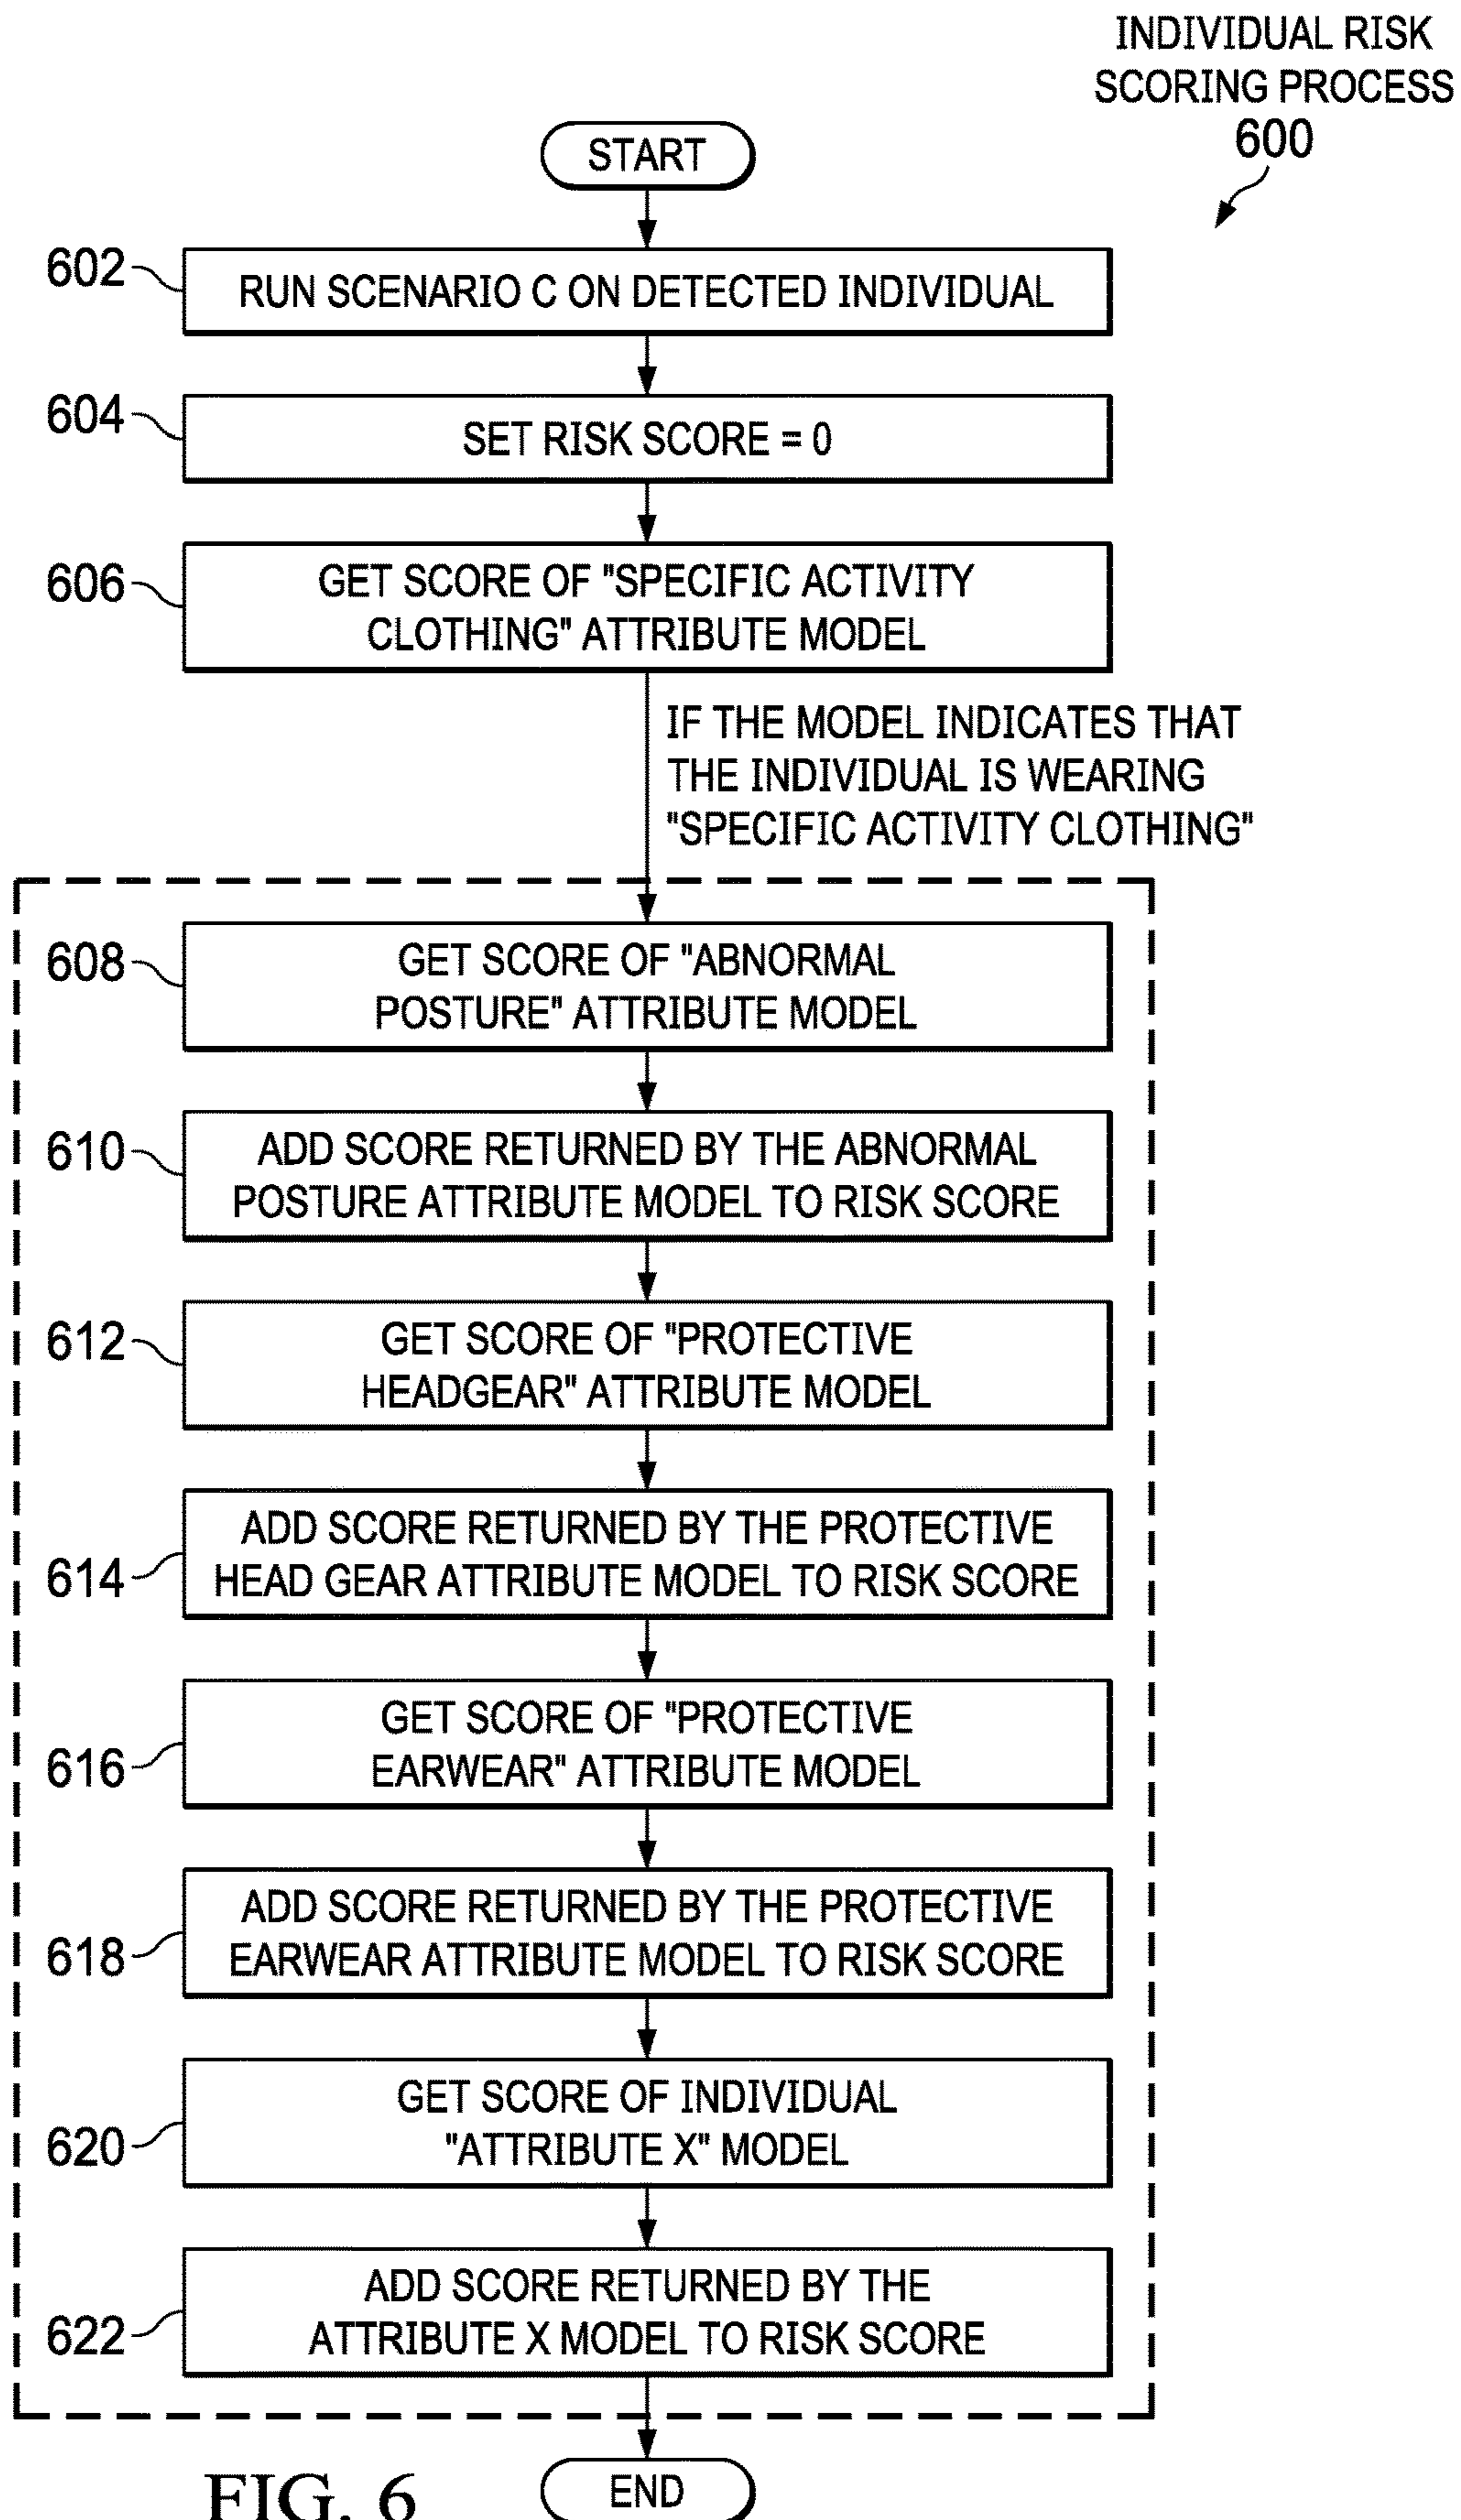 INDIVIDUAL RISK
SCORING PROCESS
600
START
602
RUN SCENARIO C ON DETECTED INDIVIDUAL
604
SET RISK SCORE = 0
606
GET SCORE OF "SPECIFIC ACTIVITY
CLOTHING" ATTRIBUTE MODEL
IF THE MODEL INDICATES THAT
THE INDIVIDUAL IS WEARING
"SPECIFIC ACTIVITY CLOTHING"
608
GET SCORE OF "ABNORMAL
POSTURE" ATTRIBUTE MODEL
610
ADD SCORE RETURNED BY THE ABNORMAL
POSTURE ATTRIBUTE MODEL TO RISK SCORE
612
GET SCORE OF "PROTECTIVE
HEADGEAR" ATTRIBUTE MODEL
614
ADD SCORE RETURNED BY THE PROTECTIVE
HEAD GEAR ATTRIBUTE MODEL TO RISK SCORE
616
GET SCORE OF "PROTECTIVE
EARWEAR" ATTRIBUTE MODEL
618
ADD SCORE RETURNED BY THE PROTECTIVE
EARWEAR ATTRIBUTE MODEL TO RISK SCORE
620
GET SCORE OF INDIVIDUAL
"ATTRIBUTE X" MODEL
622
ADD SCORE RETURNED BY THE
ATTRIBUTE X MODEL TO RISK SCORE
END
FIG. 6